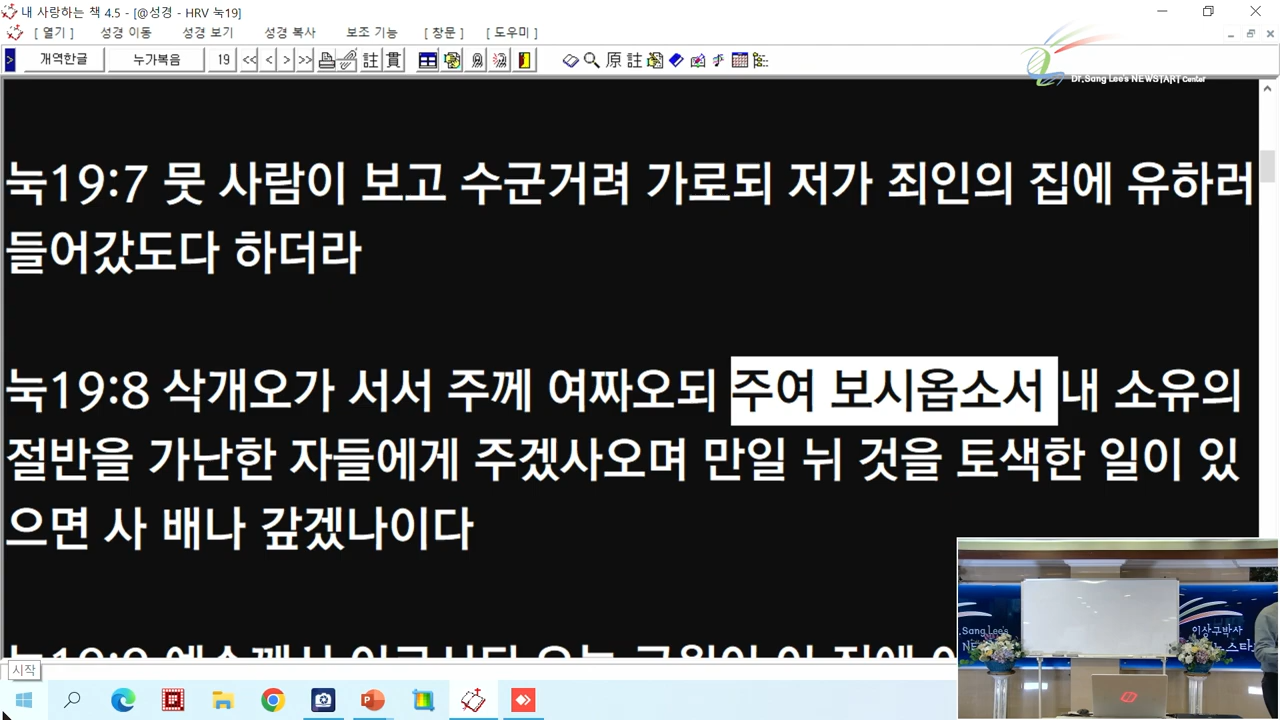 내 사랑하는 책 4.5 - [@성경 - HRV 눅19]
[ 열기 ] 성경 이동 성경 보기 성경 복사 보조 기능 [ 창문 ] [ 도우미 ]
개역한글 누가복음 19 << < > >> 註 貫 原 註
Dr.Sang Lee's NEWSTART Center
눅19:7 뭇 사람이 보고 수군거려 가로되 저가 죄인의 집에 유하러
들어갔도다 하더라
눅19:8 삭개오가 서서 주께 여짜오되 주여 보시옵소서 내 소유의
절반을 가난한 자들에게 주겠사오며 만일 뉘 것을 토색한 일이 있
으면 사 배나 갚겠나이다
시작
.Sang Lee's
이상구박사